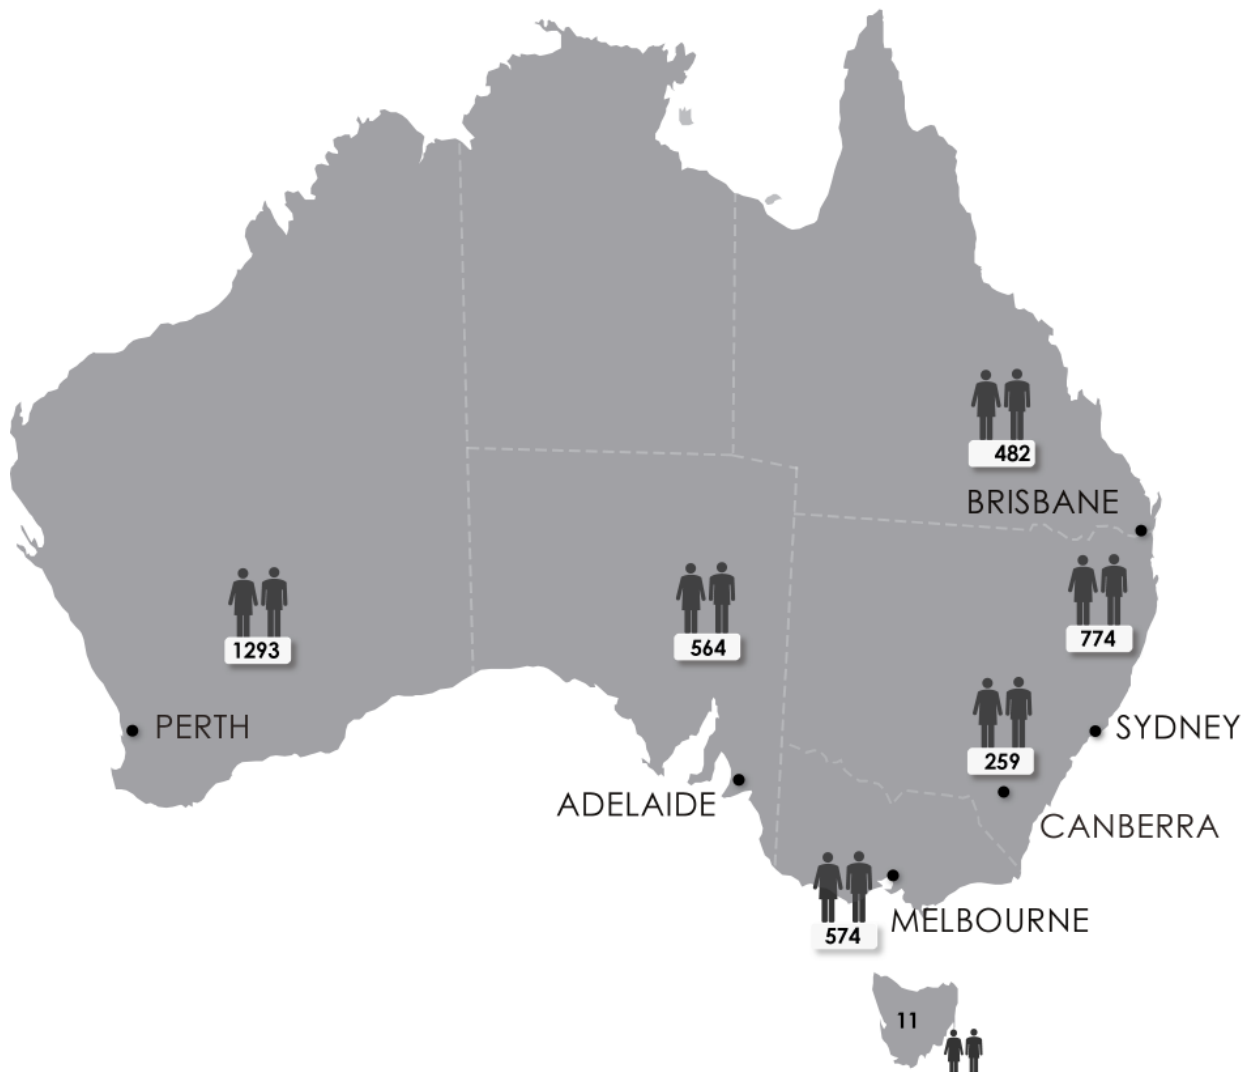 482
BRISBANE
774
1293
564
PERTH
SYDNEY
259
ADELAIDE
CANBERRA
MELBOURNE
574
11